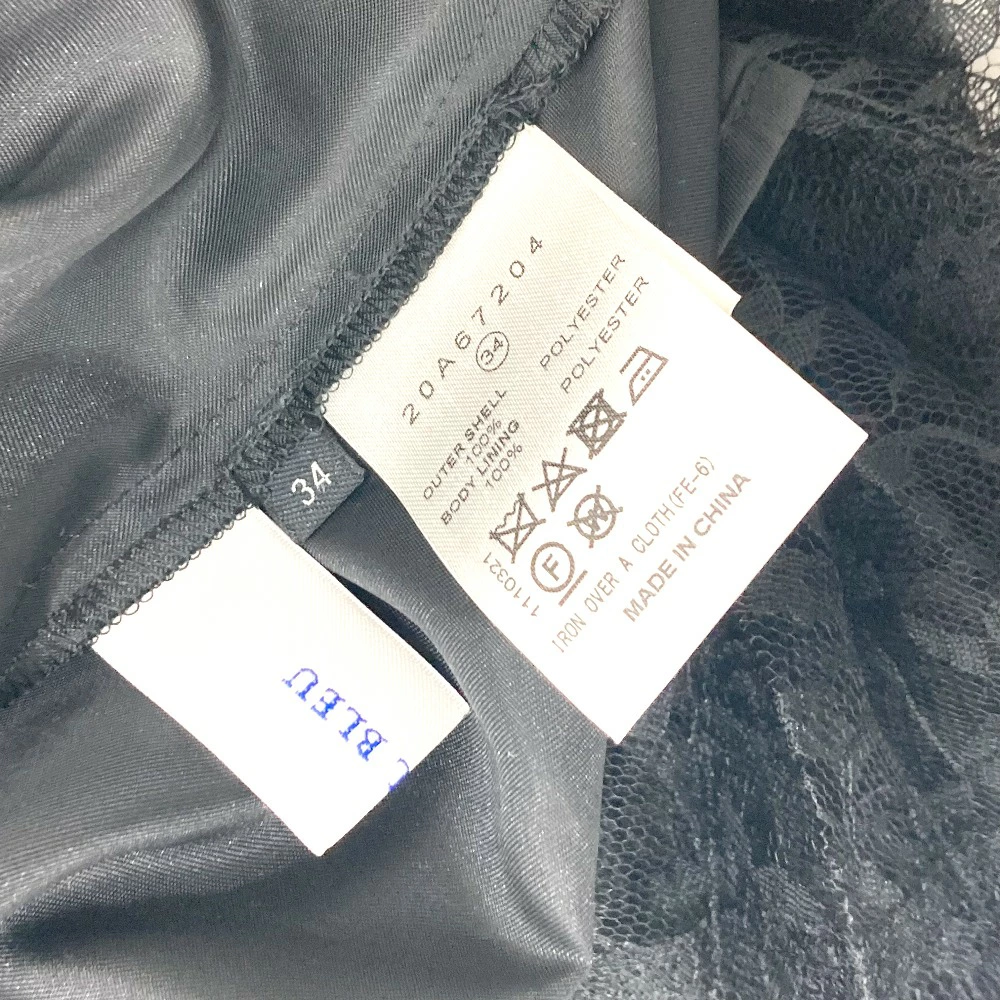 20A67204
34
OUTER SHELL
100% POLYESTER
BODY LINING
100% POLYESTER
F
W
1110321
IRON OVER A CLOTH(FE-6)
MADE IN CHINA
34
BLEU